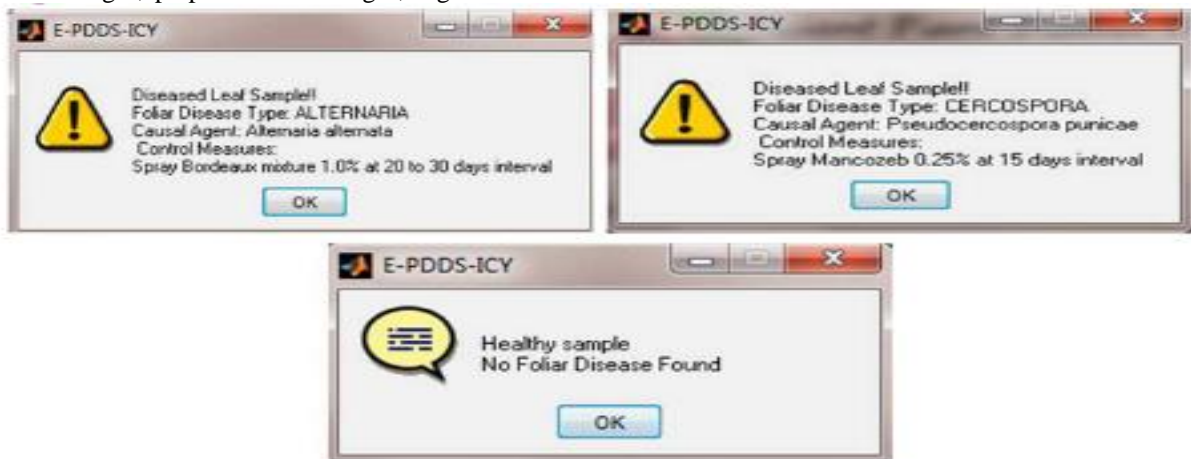 E-PDDS-ICY
Diseased Leaf Sample!!
Foliar Disease Type: ALTERNARIA
Causal Agent: Alternaria alternata
Control Measures:
Spray Bordeaux mixture 1.0% at 20 to 30 days interval
OK
E-PDDS-ICY
Diseased Leaf Sample!!
Foliar Disease Type: CERCOSPORA
Causal Agent: Pseudocercospora punicae
Control Measures:
Spray Mancozeb 0.25% at 15 days interval
OK
E-PDDS-ICY
Healthy sample
No Foliar Disease Found
OK